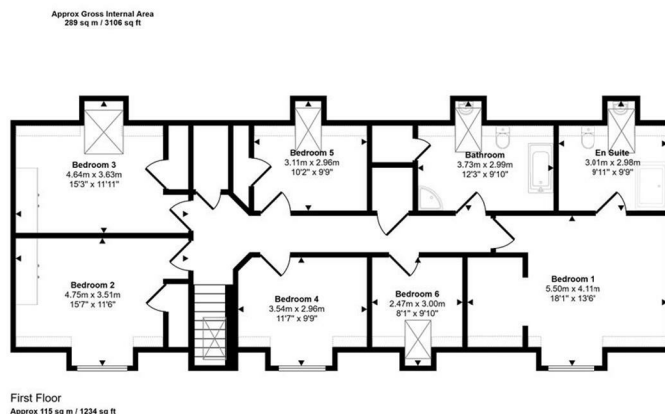 Approx Gross Internal Area
289 sq m / 3106 sq ft
Bedroom 3
4.64m x 3.63m
15'3" x 11'11"
Bedroom 5
3.11m x 2.96m
10'2" x 9'9"
Bathroom
3.73m x 2.99m
12'3" x 9'10"
En Suite
3.01m x 2.98m
9'11" x 9'9"
Bedroom 2
4.75m x 3.51m
15'7" x 11'6"
Bedroom 4
3.54m x 2.96m
11'7" x 9'9"
Bedroom 6
2.47m x 3.00m
8'1" x 9'10"
Bedroom 1
5.50m x 4.11m
18'1" x 13'6"
First Floor
Approx 115 sq m / 1234 sq ft